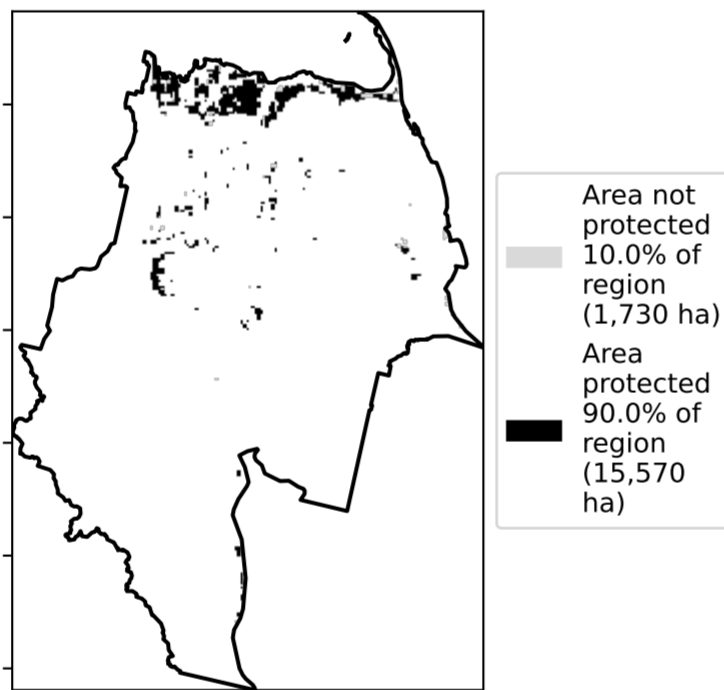 Area not
protected
10.0% of
region
(1,730 ha)
Area
protected
90.0% of
region
(15,570
ha)